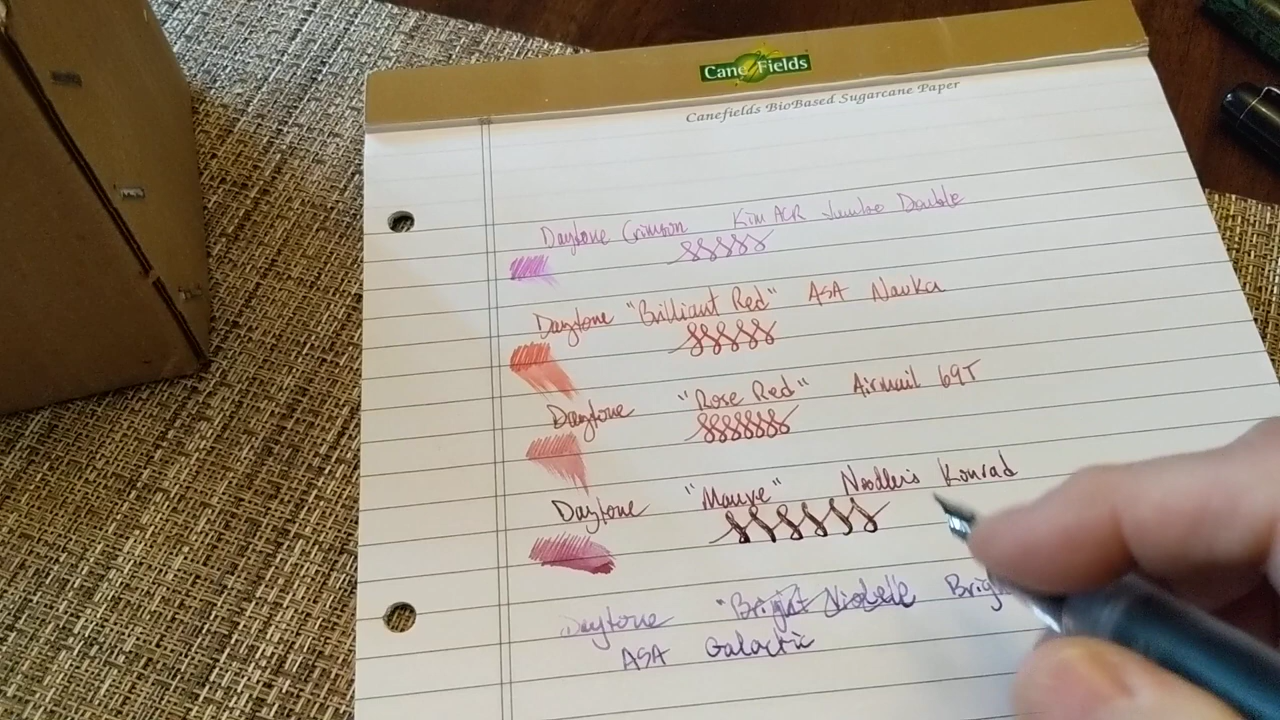 Cane Fields
Canefields BioBased Sugarcane Paper
Daytone Crimson Kim ACR Jumbo Double
Daytone "Brilliant Red" ASA Nauka
Daytone "Rose Red" Airmail 69T
Daytone "Mauve" Noodler's Konrad
Daytone "Bright Violet" Brigh
ASA Galactic